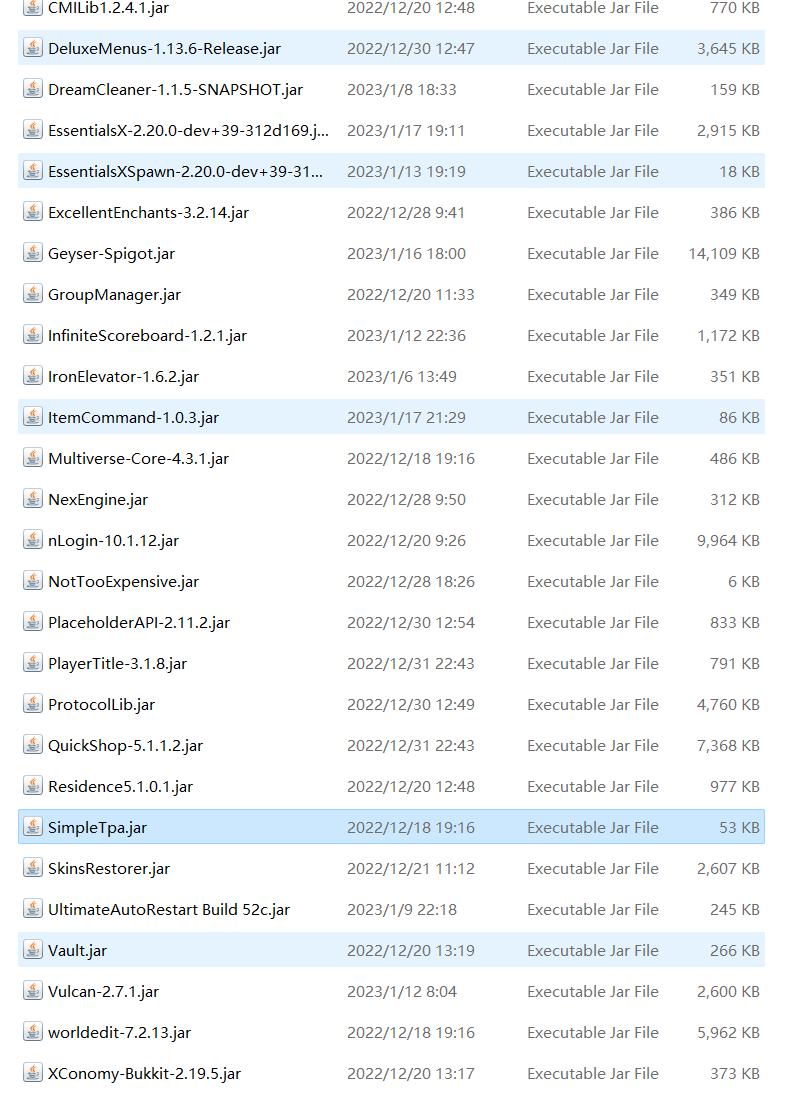 CMILib1.2.4.1.jar 2022/12/20 12:48 Executable Jar File 770 KB
DeluxeMenus-1.13.6-Release.jar 2022/12/30 12:47 Executable Jar File 3,645 KB
DreamCleaner-1.1.5-SNAPSHOT.jar 2023/1/8 18:33 Executable Jar File 159 KB
EssentialsX-2.20.0-dev+39-312d169.j... 2023/1/17 19:11 Executable Jar File 2,915 KB
EssentialsXSpawn-2.20.0-dev+39-31... 2023/1/13 19:19 Executable Jar File 18 KB
ExcellentEnchants-3.2.14.jar 2022/12/28 9:41 Executable Jar File 386 KB
Geyser-Spigot.jar 2023/1/16 18:00 Executable Jar File 14,109 KB
GroupManager.jar 2022/12/20 11:33 Executable Jar File 349 KB
InfiniteScoreboard-1.2.1.jar 2023/1/12 22:36 Executable Jar File 1,172 KB
IronElevator-1.6.2.jar 2023/1/6 13:49 Executable Jar File 351 KB
ItemCommand-1.0.3.jar 2023/1/17 21:29 Executable Jar File 86 KB
Multiverse-Core-4.3.1.jar 2022/12/18 19:16 Executable Jar File 486 KB
NexEngine.jar 2022/12/28 9:50 Executable Jar File 312 KB
nLogin-10.1.12.jar 2022/12/20 9:26 Executable Jar File 9,964 KB
NotTooExpensive.jar 2022/12/28 18:26 Executable Jar File 6 KB
PlaceholderAPI-2.11.2.jar 2022/12/30 12:54 Executable Jar File 833 KB
PlayerTitle-3.1.8.jar 2022/12/31 22:43 Executable Jar File 791 KB
ProtocolLib.jar 2022/12/30 12:49 Executable Jar File 4,760 KB
QuickShop-5.1.1.2.jar 2022/12/31 22:43 Executable Jar File 7,368 KB
Residence5.1.0.1.jar 2022/12/20 12:48 Executable Jar File 977 KB
SimpleTpa.jar 2022/12/18 19:16 Executable Jar File 53 KB
SkinsRestorer.jar 2022/12/21 11:12 Executable Jar File 2,607 KB
UltimateAutoRestart Build 52c.jar 2023/1/9 22:18 Executable Jar File 245 KB
Vault.jar 2022/12/20 13:19 Executable Jar File 266 KB
Vulcan-2.7.1.jar 2023/1/12 8:04 Executable Jar File 2,600 KB
worldedit-7.2.13.jar 2022/12/18 19:16 Executable Jar File 5,962 KB
XConomy-Bukkit-2.19.5.jar 2022/12/20 13:17 Executable Jar File 373 KB